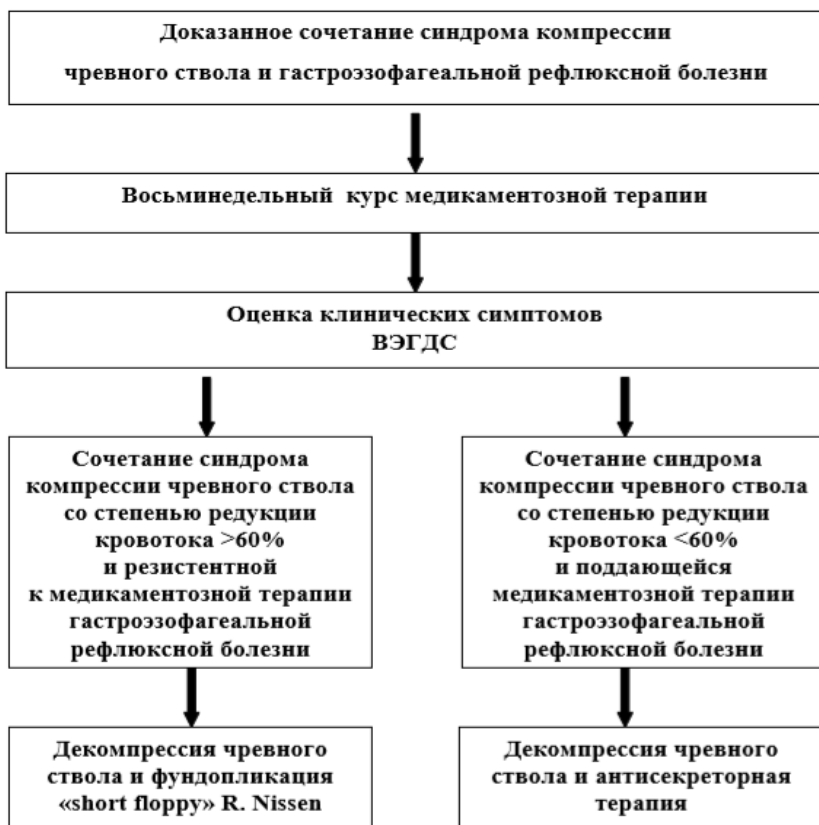 Доказанное сочетание синдрома компрессии
чревного ствола и гастроэзофагеальной рефлюксной болезни
Восьминедельный курс медикаментозной терапии
Оценка клинических симптомов
ВЭГДС
Сочетание синдрома
компрессии чревного ствола
со степенью редукции
кровотока >60%
и резистентной
к медикаментозной терапии
гастроэзофагеальной
рефлюксной болезни
Сочетание синдрома
компрессии чревного ствола
со степенью редукции
кровотока <60%
и поддающейся
медикаментозной терапии
гастроэзофагеальной
рефлюксной болезни
Декомпрессия чревного
ствола и фундопликация
«short floppy» R. Nissen
Декомпрессия чревного
ствола и антисекреторная
терапия